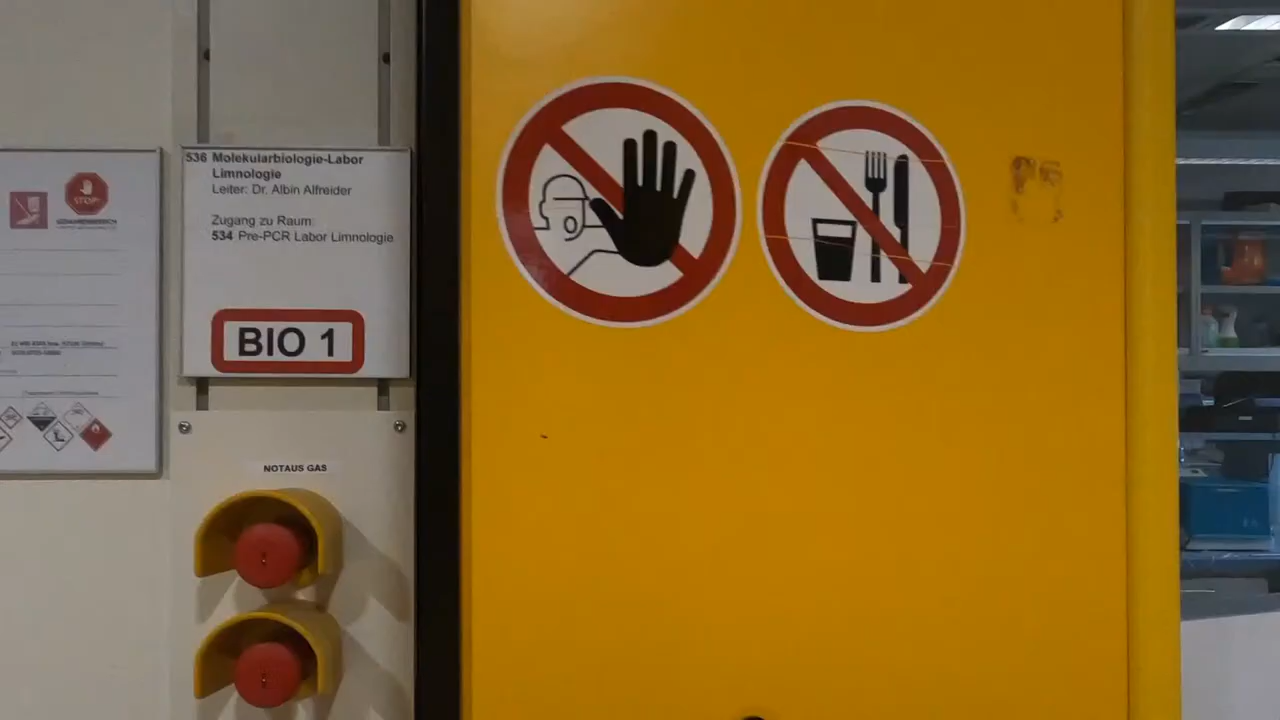 STOP!
536 Molekularbiologie-Labor
Limnologie
Leiter: Dr. Albin Alfreider
Zugang zu Raum:
534 Pre-PCR Labor Limnologie
BIO 1
NOTAUS GAS